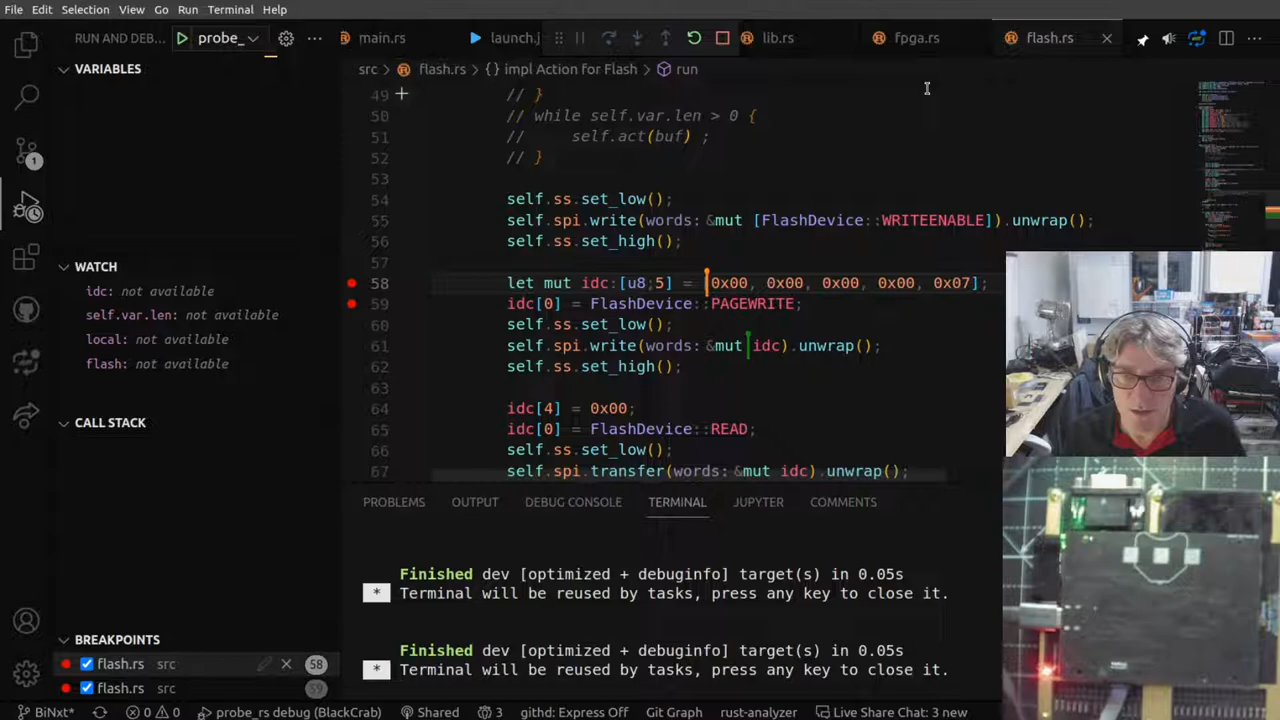 File Edit Selection View Go Run Terminal Help
RUN AND DEB... probe_ main.rs launch.j lib.rs fpga.rs flash.rs
VARIABLES
src flash.rs {} impl Action for Flash run
49 // }
50 // while self.var.len > 0 {
51 // self.act(buf) ;
52 // }
53
54 self.ss.set_low();
55 self.spi.write(words: &mut [FlashDevice::WRITEENABLE]).unwrap();
56 self.ss.set_high();
57
58 let mut idc:[u8;5] = [0x00, 0x00, 0x00, 0x00, 0x07];
59 idc[0] = FlashDevice::PAGEWRITE;
60 self.ss.set_low();
61 self.spi.write(words: &mut idc).unwrap();
62 self.ss.set_high();
63
64 idc[4] = 0x00;
65 idc[0] = FlashDevice::READ;
66 self.ss.set_low();
67 self.spi.transfer(words: &mut idc).unwrap();
WATCH
idc: not available
self.var.len: not available
local: not available
flash: not available
CALL STACK
PROBLEMS OUTPUT DEBUG CONSOLE TERMINAL JUPYTER COMMENTS
Finished dev [optimized + debuginfo] target(s) in 0.05s
* Terminal will be reused by tasks, press any key to close it.
Finished dev [optimized + debuginfo] target(s) in 0.05s
* Terminal will be reused by tasks, press any key to close it.
BREAKPOINTS
flash.rs src 58
flash.rs src 59
1
BiNxt* 0 0 probe_rs debug (BlackCrab) Shared 3 githd: Express Off Git Graph rust-analyzer Live Share Chat: 3 new